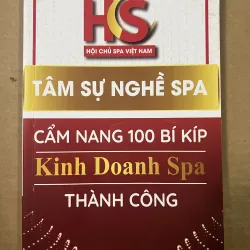 HCS
HỘI CHỦ SPA VIỆT NAM
TÂM SỰ NGHỀ SPA
CẨM NANG 100 BÍ KÍP
Kinh Doanh Spa
THÀNH CÔNG